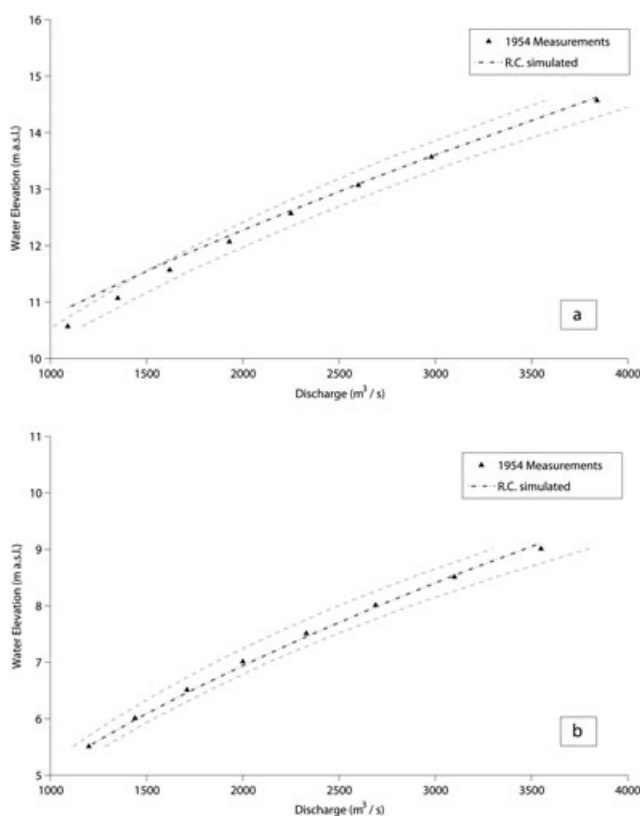 16
1954 Measurements
R.C. simulated
15
14
13
12
11
10
Water Elevation (m a.s.l.)
a
1000 1500 2000 2500 3000 3500 4000
Discharge (m³ / s)
11
1954 Measurements
R.C. simulated
10
9
8
7
6
5
Water Elevation (m a.s.l.)
b
1000 1500 2000 2500 3000 3500 4000
Discharge (m³ / s)